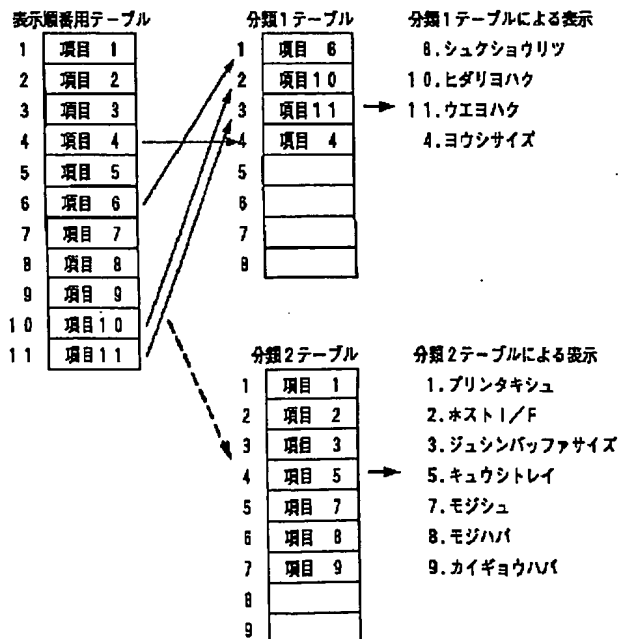 表示順番用テーブル
1 項目 1
2 項目 2
3 項目 3
4 項目 4
5 項目 5
6 項目 6
7 項目 7
8 項目 8
9 項目 9
10 項目10
11 項目11
分類1テーブル
1 項目 6
2 項目10
3 項目11
4 項目 4
5
6
7
8
分類1テーブルによる表示
6.シュクショウリツ
10.ヒダリヨハク
11.ウエヨハク
4.ヨウシサイズ
分類2テーブル
1 項目 1
2 項目 2
3 項目 3
4 項目 5
5 項目 7
6 項目 8
7 項目 9
8
9
分類2テーブルによる表示
1.プリンタキシュ
2.ホストI/F
3.ジュシンバッファサイズ
5.キュウシトレイ
7.モジシュ
8.モジハバ
9.カイギョウハバ